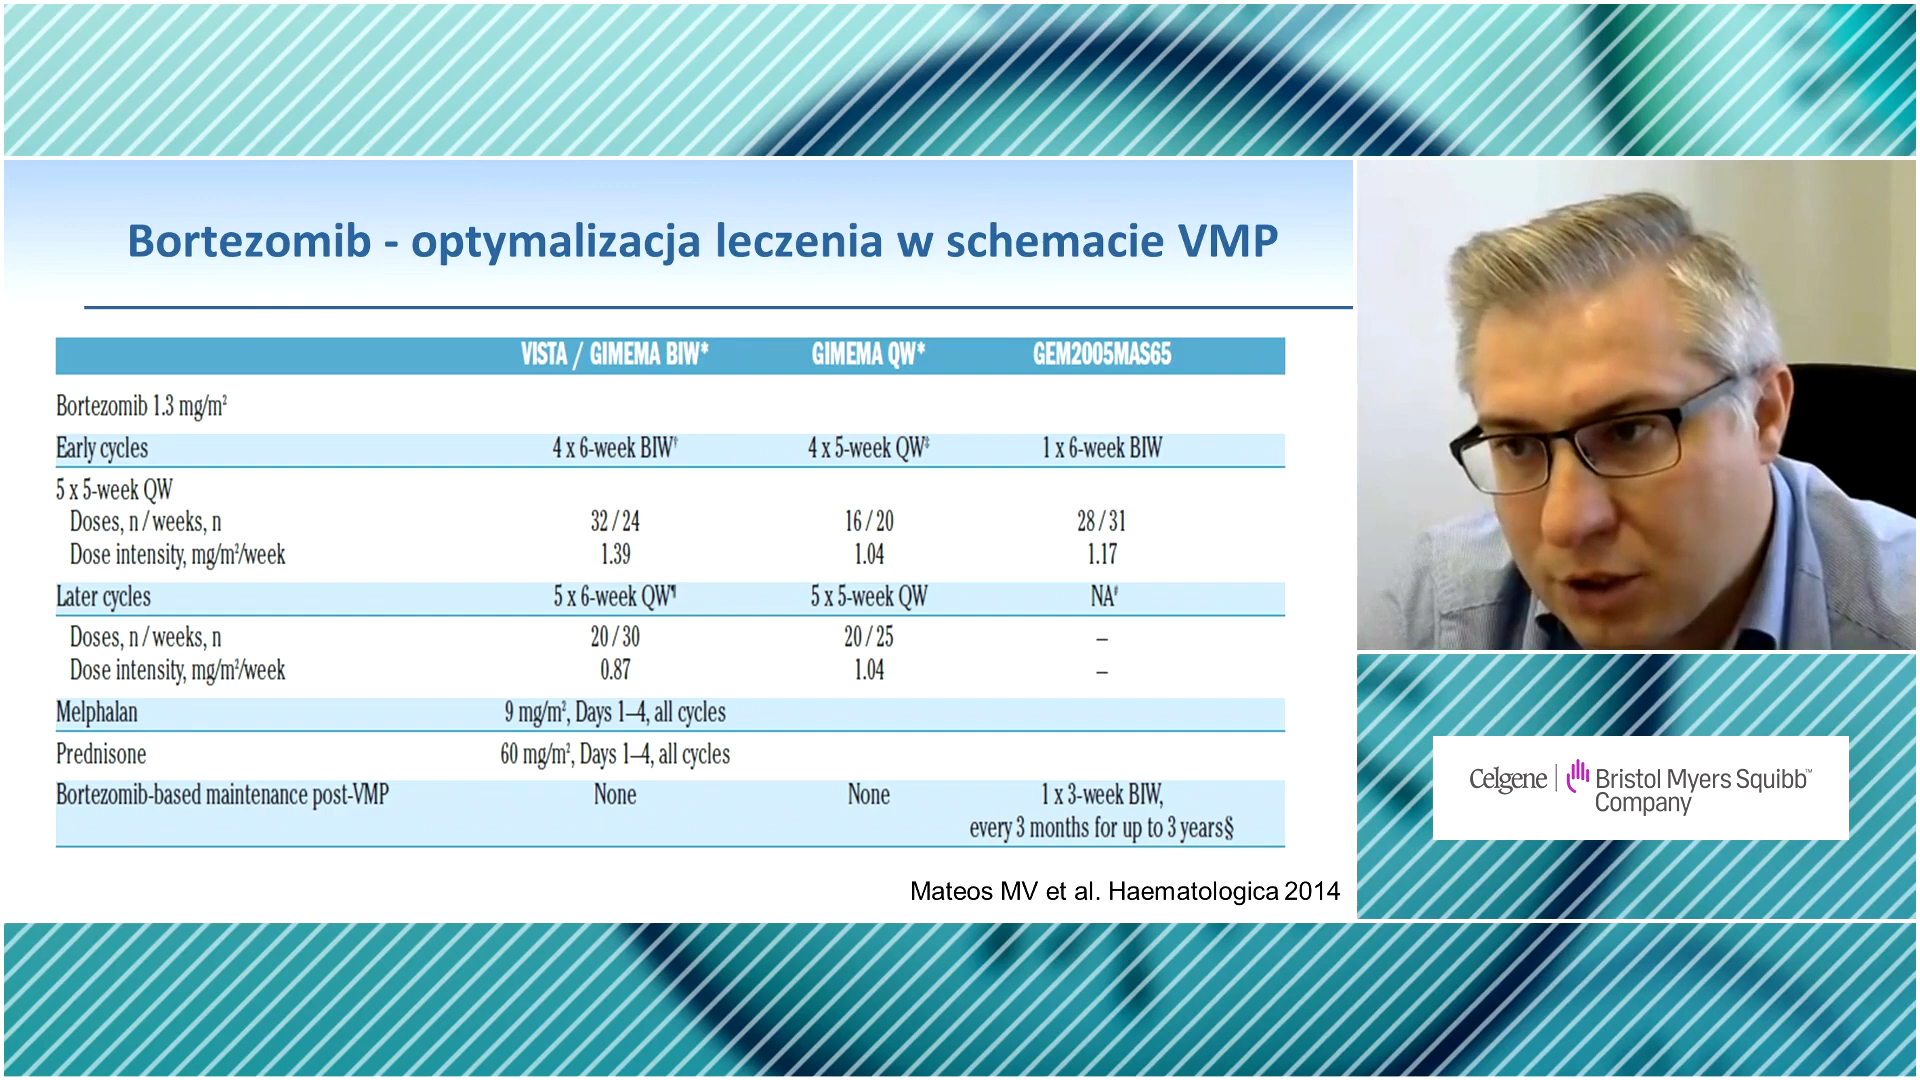 Bortezomib - optymalizacja leczenia w schemacie VMP
VISTA / GIMEMA BIW* GIMEMA QW* GEM2005MAS65
Bortezomib 1.3 mg/m²
Early cycles 4 x 6-week BIW† 4 x 5-week QW‡ 1 x 6-week BIW
5 x 5-week QW
Doses, n / weeks, n 32 / 24 16 / 20 28 / 31
Dose intensity, mg/m²/week 1.39 1.04 1.17
Later cycles 5 x 6-week QW¶ 5 x 5-week QW NA#
Doses, n / weeks, n 20 / 30 20 / 25 –
Dose intensity, mg/m²/week 0.87 1.04 –
Melphalan 9 mg/m², Days 1–4, all cycles
Prednisone 60 mg/m², Days 1–4, all cycles
Bortezomib-based maintenance post-VMP None None 1 x 3-week BIW,
every 3 months for up to 3 years§
Mateos MV et al. Haematologica 2014
Celgene | Bristol Myers Squibb™
Company